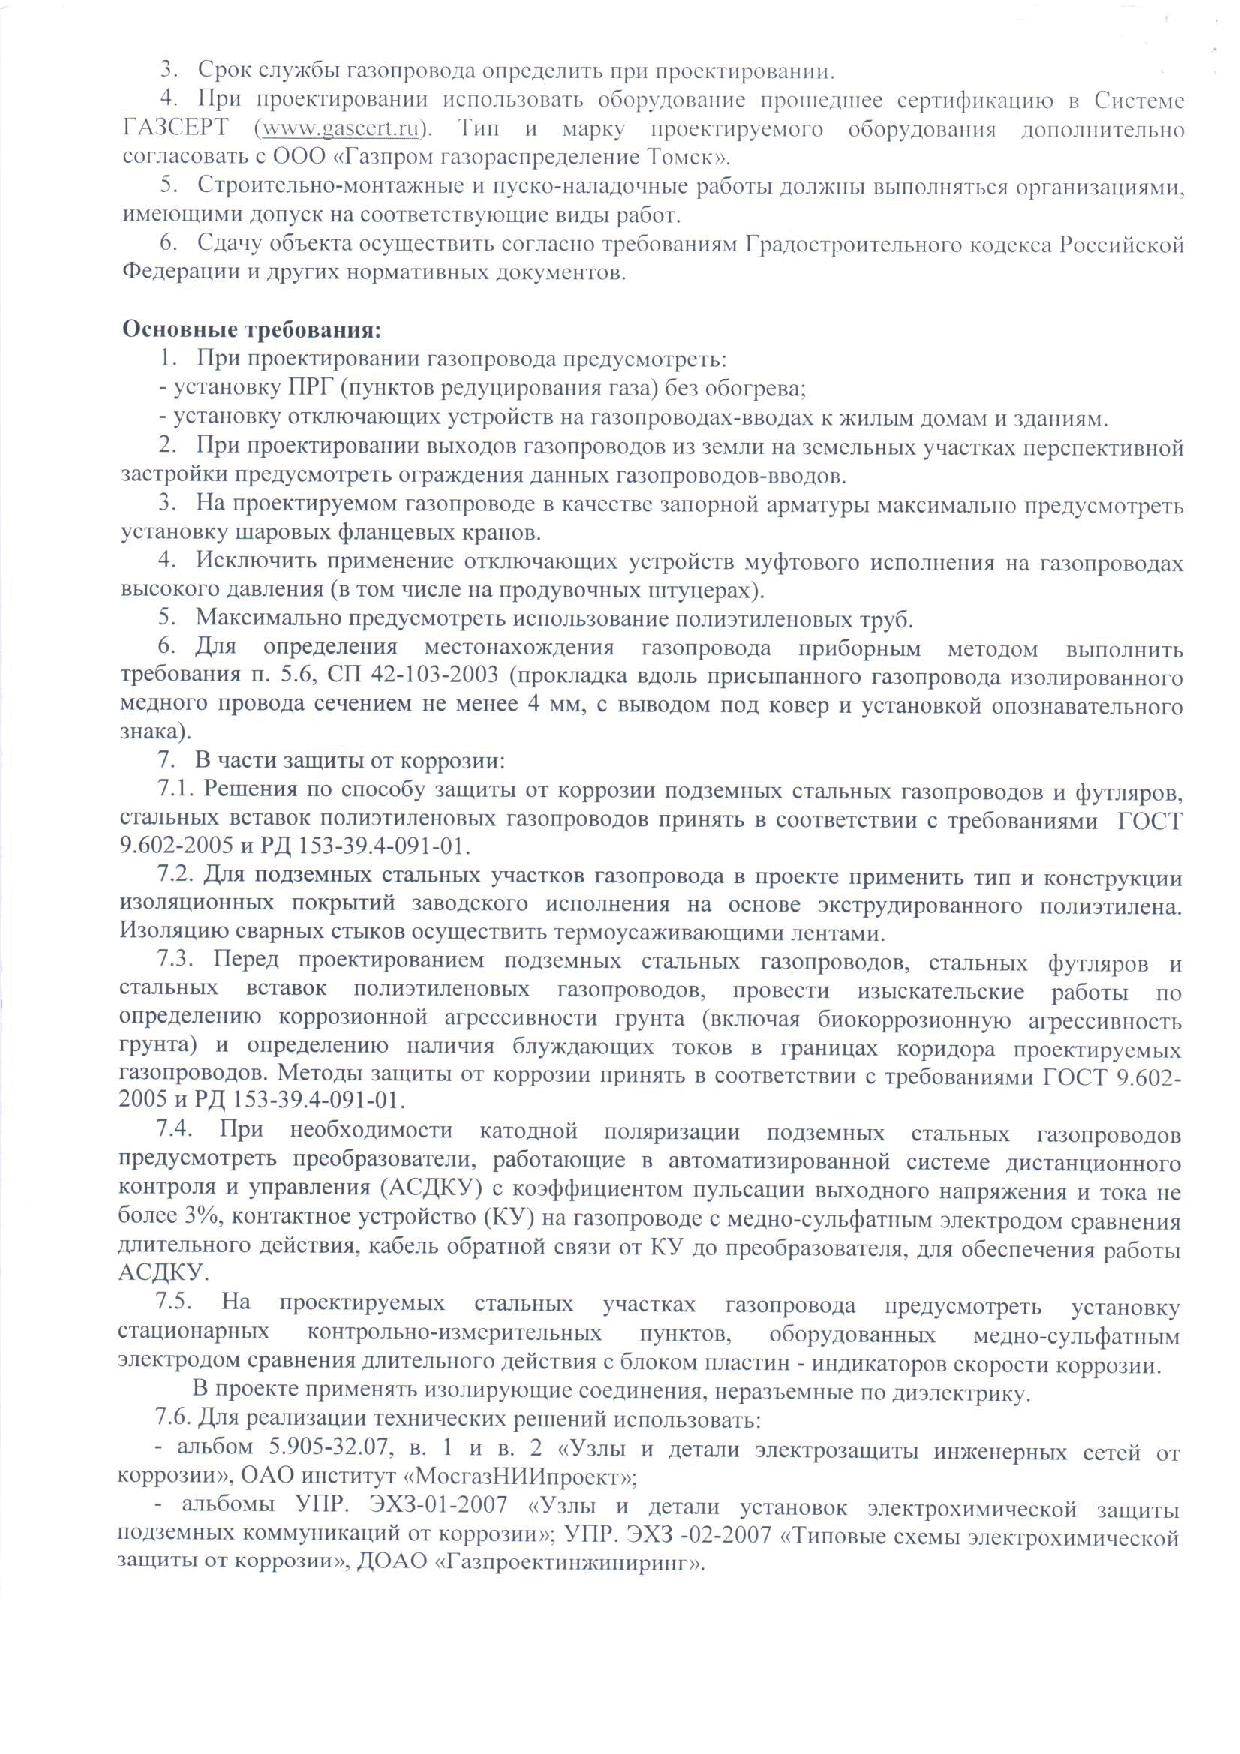 3. Срок службы газопровода определить при проектировании.
4. При проектировании использовать оборудование прошедшее сертификацию в Системе
ГАЗСЕРТ (www.gascert.ru). Тип и марку проектируемого оборудования дополнительно
согласовать с ООО «Газпром газораспределение Томск».
5. Строительно-монтажные и пуско-наладочные работы должны выполняться организациями,
имеющими допуск на соответствующие виды работ.
6. Сдачу объекта осуществить согласно требованиям Градостроительного кодекса Российской
Федерации и других нормативных документов.
Основные требования:
1. При проектировании газопровода предусмотреть:
- установку ПРГ (пунктов редуцирования газа) без обогрева;
- установку отключающих устройств на газопроводах-вводах к жилым домам и зданиям.
2. При проектировании выходов газопроводов из земли на земельных участках перспективной
застройки предусмотреть ограждения данных газопроводов-вводов.
3. На проектируемом газопроводе в качестве запорной арматуры максимально предусмотреть
установку шаровых фланцевых кранов.
4. Исключить применение отключающих устройств муфтового исполнения на газопроводах
высокого давления (в том числе на продувочных штуцерах).
5. Максимально предусмотреть использование полиэтиленовых труб.
6. Для определения местонахождения газопровода приборным методом выполнить
требования п. 5.6, СП 42-103-2003 (прокладка вдоль присыпанного газопровода изолированного
медного провода сечением не менее 4 мм, с выводом под ковер и установкой опознавательного
знака).
7. В части защиты от коррозии:
7.1. Решения по способу защиты от коррозии подземных стальных газопроводов и футляров,
стальных вставок полиэтиленовых газопроводов принять в соответствии с требованиями ГОСТ
9.602-2005 и РД 153-39.4-091-01.
7.2. Для подземных стальных участков газопровода в проекте применить тип и конструкции
изоляционных покрытий заводского исполнения на основе экструдированного полиэтилена.
Изоляцию сварных стыков осуществить термоусаживающими лентами.
7.3. Перед проектированием подземных стальных газопроводов, стальных футляров и
стальных вставок полиэтиленовых газопроводов, провести изыскательские работы по
определению коррозионной агрессивности грунта (включая биокоррозионную агрессивность
грунта) и определению наличия блуждающих токов в границах коридора проектируемых
газопроводов. Методы защиты от коррозии принять в соответствии с требованиями ГОСТ 9.602-
2005 и РД 153-39.4-091-01.
7.4. При необходимости катодной поляризации подземных стальных газопроводов
предусмотреть преобразователи, работающие в автоматизированной системе дистанционного
контроля и управления (АСДКУ) с коэффициентом пульсации выходного напряжения и тока не
более 3%, контактное устройство (КУ) на газопроводе с медно-сульфатным электродом сравнения
длительного действия, кабель обратной связи от КУ до преобразователя, для обеспечения работы
АСДКУ.
7.5. На проектируемых стальных участках газопровода предусмотреть установку
стационарных контрольно-измерительных пунктов, оборудованных медно-сульфатным
электродом сравнения длительного действия с блоком пластин - индикаторов скорости коррозии.
В проекте применять изолирующие соединения, неразъемные по диэлектрику.
7.6. Для реализации технических решений использовать:
- альбом 5.905-32.07, в. 1 и в. 2 «Узлы и детали электрозащиты инженерных сетей от
коррозии», ОАО институт «МосгазНИИпроект»;
- альбомы УПР. ЭХЗ-01-2007 «Узлы и детали установок электрохимической защиты
подземных коммуникаций от коррозии»; УПР. ЭХЗ -02-2007 «Типовые схемы электрохимической
защиты от коррозии», ДОАО «Газпроектинжиниринг».